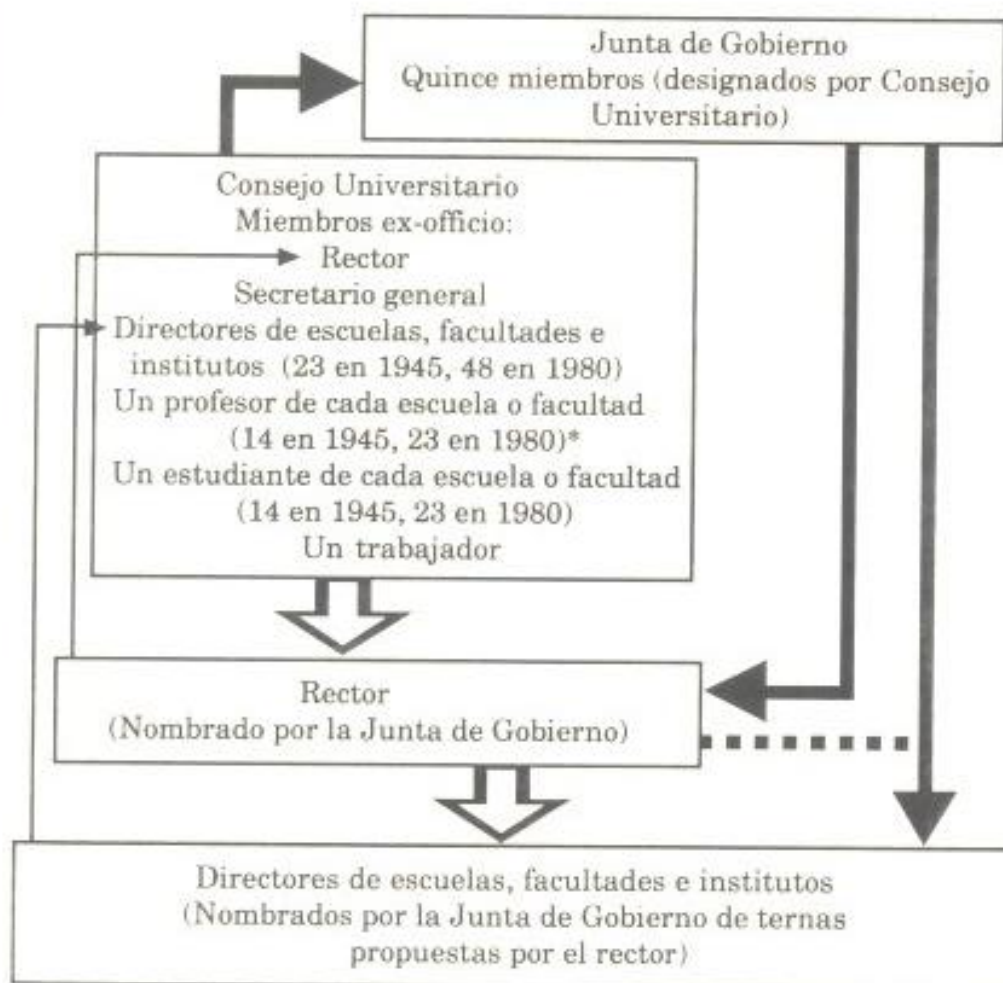 Junta de Gobierno
Quince miembros (designados por Consejo
Universitario)
Consejo Universitario
Miembros ex-officio:
Rector
Secretario general
Directores de escuelas, facultades e
institutos (23 en 1945, 48 en 1980)
Un profesor de cada escuela o facultad
(14 en 1945, 23 en 1980)*
Un estudiante de cada escuela o facultad
(14 en 1945, 23 en 1980)
Un trabajador
Rector
(Nombrado por la Junta de Gobierno)
Directores de escuelas, facultades e institutos
(Nombrados por la Junta de Gobierno de ternas
propuestas por el rector)